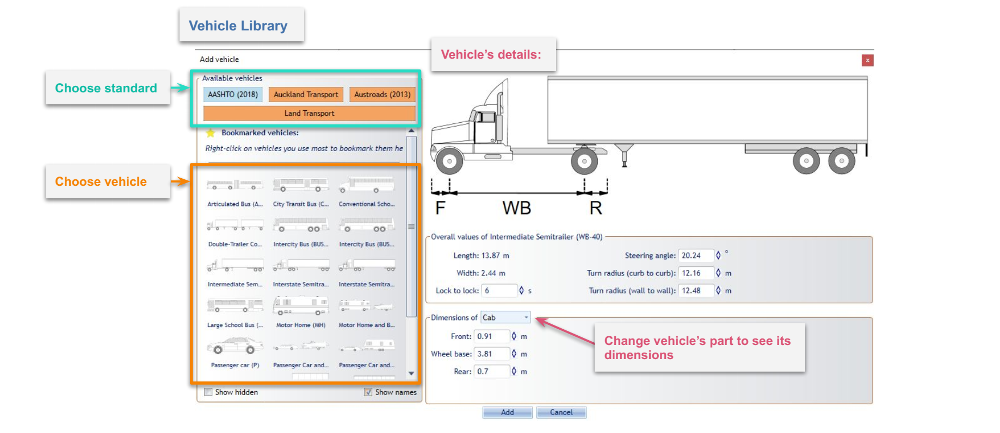 Vehicle Library
Vehicle's details:
Add vehicle
x
Choose standard
Available vehicles
AASHTO (2018) Auckland Transport Austroads (2013)
Land Transport
Bookmarked vehicles:
Right-click on vehicles you use most to bookmark them he
Choose vehicle
Articulated Bus (A... City Transit Bus (C... Conventional Scho...
Double-Trailer Co... Intercity Bus (BUS... Intercity Bus (BUS...
Intermediate Sem... Interstate Semitra... Interstate Semitra...
Large School Bus (... Motor Home (MH) Motor Home and B...
Passenger car (P) Passenger Car and... Passenger Car and...
Show hidden Show names
F WB R
Overall values of Intermediate Semitrailer (WB-40)
Length: 13.87 m Steering angle: 20.24 °
Width: 2.44 m Turn radius (curb to curb): 12.16 m
Lock to lock: 6 s Turn radius (wall to wall): 12.48 m
Dimensions of Cab
Front: 0.91 m
Wheel base: 3.81 m
Rear: 0.7 m
Change vehicle's part to see its
dimensions
Add Cancel